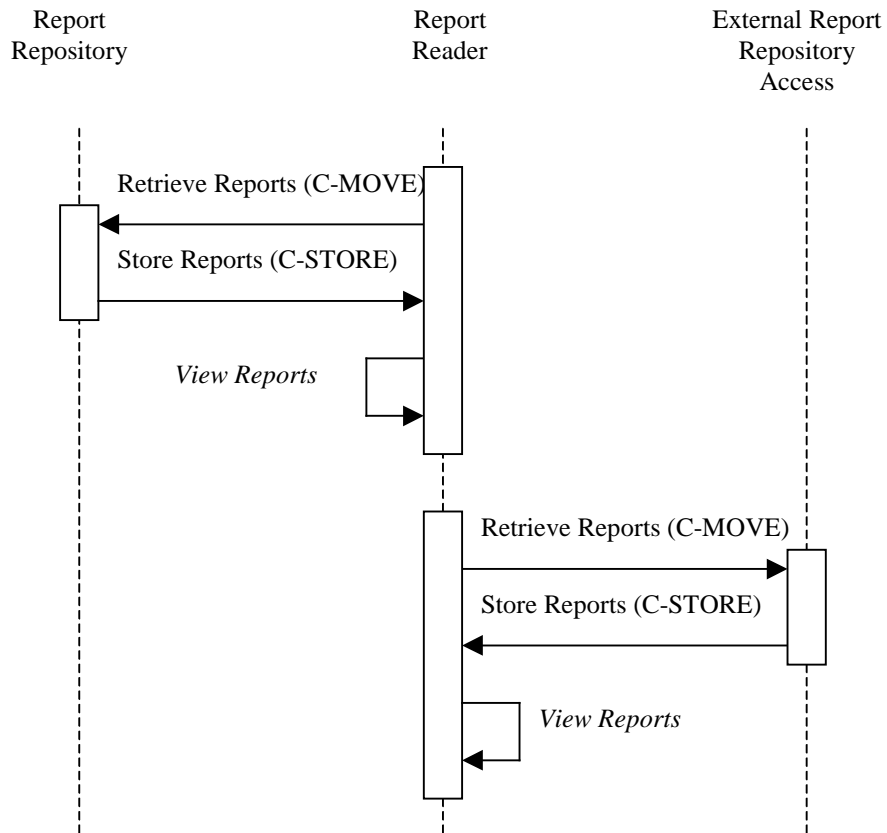 Report
Repository
Report
Reader
External Report
Repository
Access
Retrieve Reports (C-MOVE)
Store Reports (C-STORE)
View Reports
Retrieve Reports (C-MOVE)
Store Reports (C-STORE)
View Reports